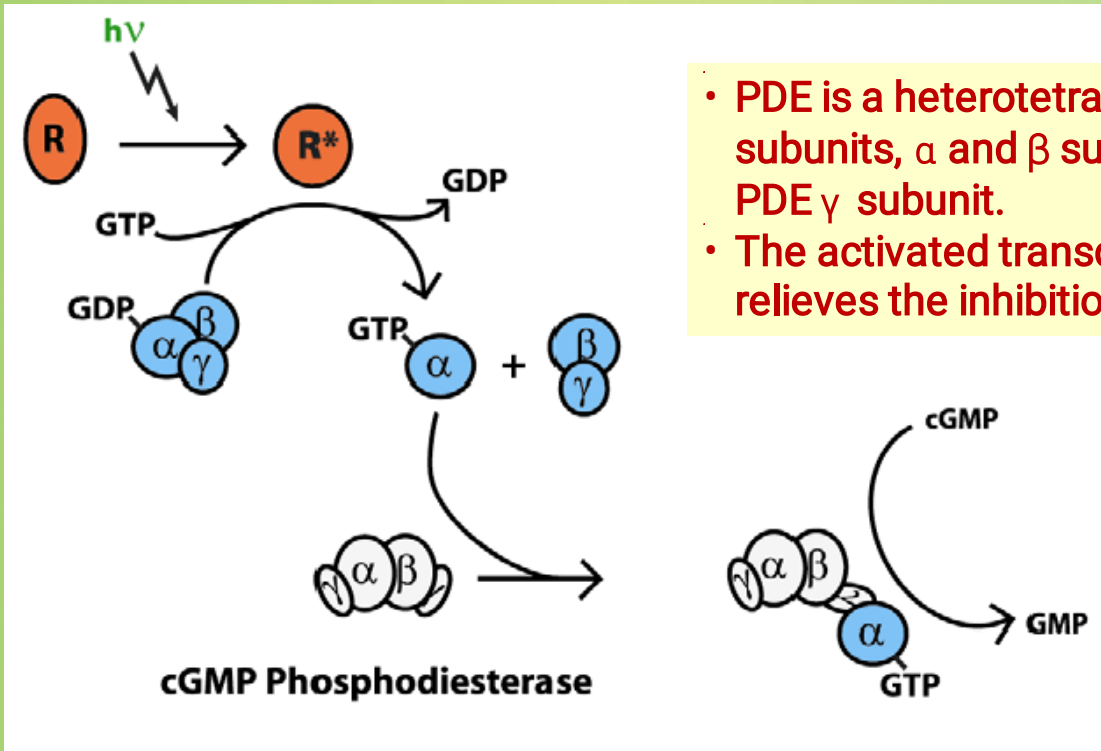 hν
R
R*
GTP
GDP
GDP
α
β
γ
GTP
α
+
β
γ
• PDE is a heterotetra
subunits, α and β su
PDE γ subunit.
• The activated transd
relieves the inhibitio
cGMP
γ
α
β
γ
γ
α
β
γ
α
GTP
GMP
cGMP Phosphodiesterase